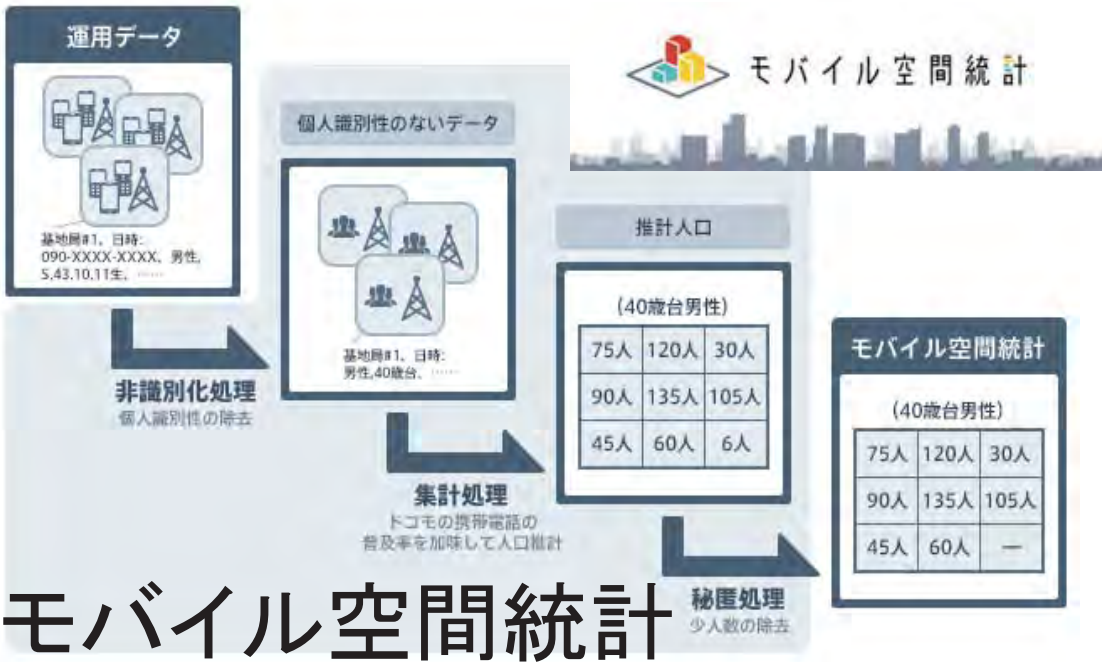 運用データ
基地局#1、日時:
090-XXXX-XXXX、男性,
S,43.10.11生、……
非識別化処理
個人識別性の除去
個人識別性のないデータ
基地局#1、日時:
男性,40歳台、……
集計処理
ドコモの携帯電話の
普及率を加味して人口推計
モバイル空間統計
推計人口
(40歳台男性)
75人 120人 30人
90人 135人 105人
45人 60人 6人
秘匿処理
少人数の除去
モバイル空間統計
(40歳台男性)
75人 120人 30人
90人 135人 105人
45人 60人 —
モバイル空間統計